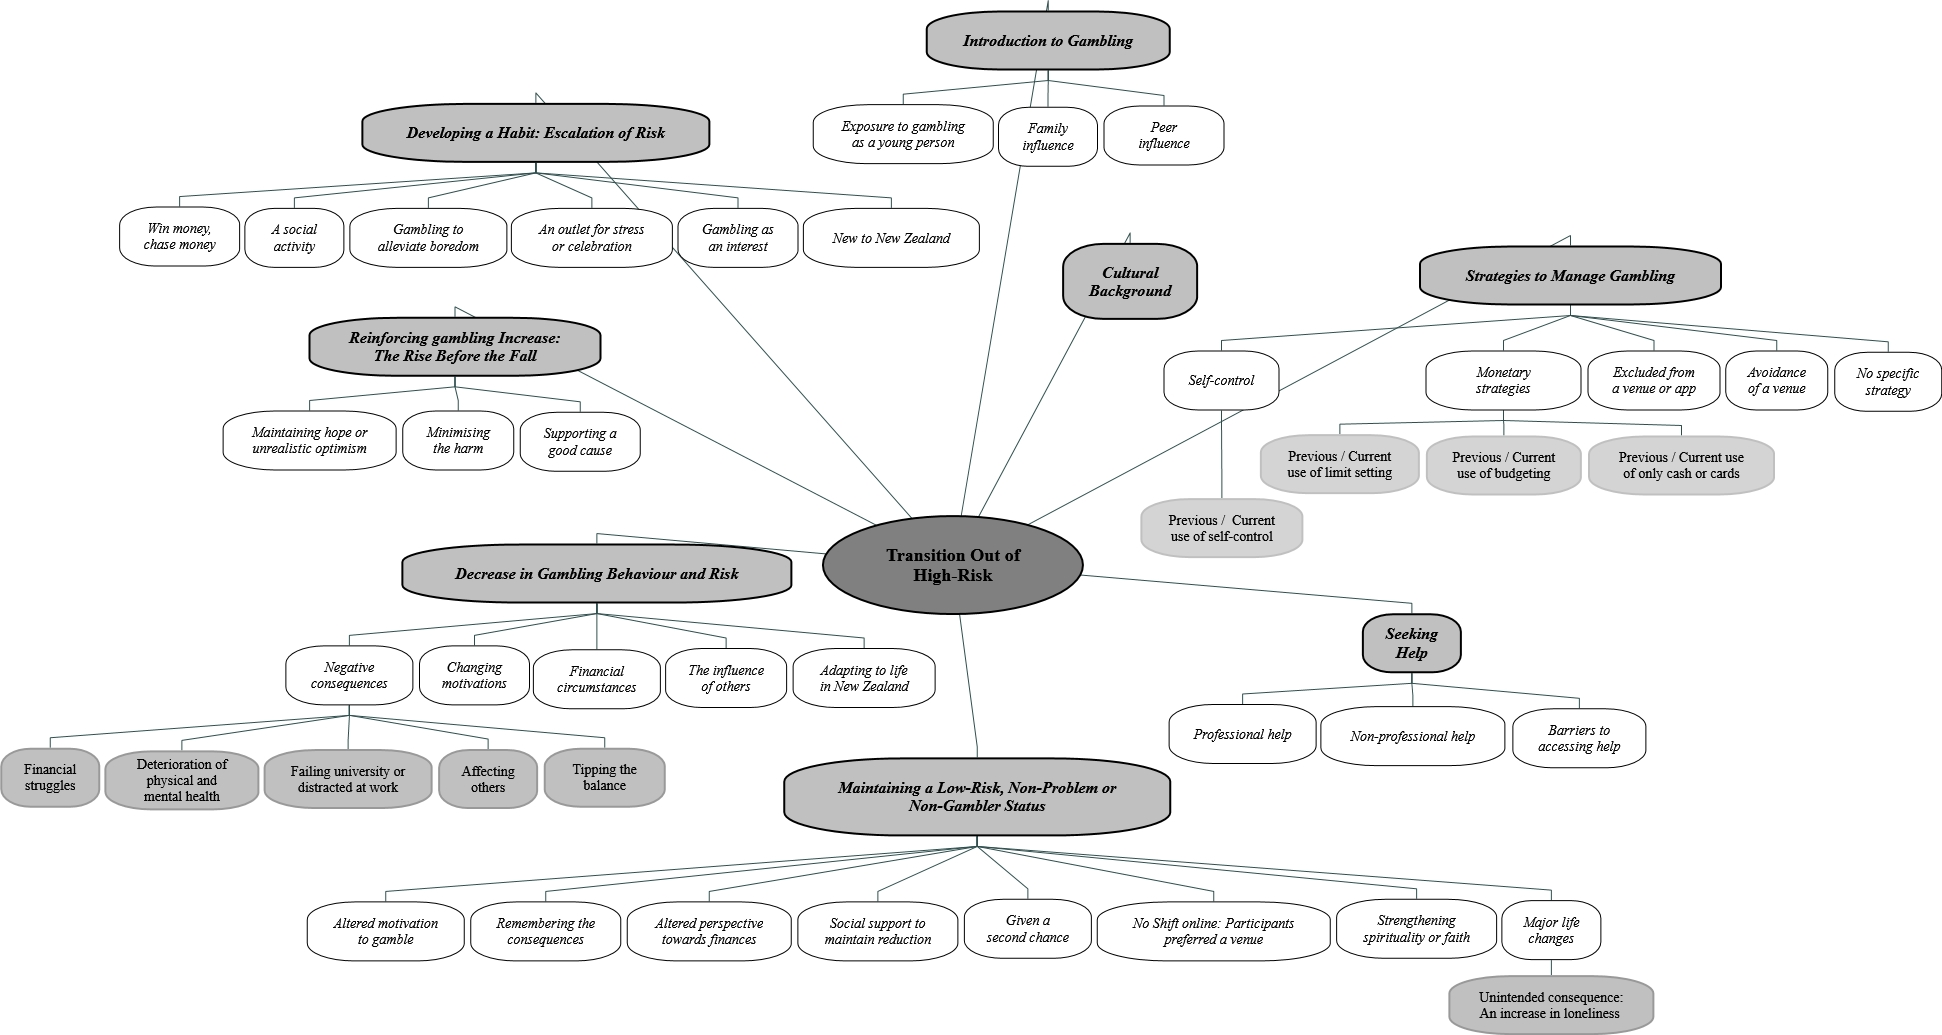 Introduction to Gambling
Exposure to gambling
as a young person
Family
influence
Peer
influence
Developing a Habit: Escalation of Risk
Win money,
chase money
A social
activity
Gambling to
alleviate boredom
An outlet for stress
or celebration
Gambling as
an interest
New to New Zealand
Cultural
Background
Strategies to Manage Gambling
Self-control
Monetary
strategies
Excluded from
a venue or app
Avoidance
of a venue
No specific
strategy
Previous / Current
use of limit setting
Previous / Current
use of budgeting
Previous / Current use
of only cash or cards
Previous /  Current
use of self-control
Reinforcing gambling Increase:
The Rise Before the Fall
Maintaining hope or
unrealistic optimism
Minimising
the harm
Supporting a
good cause
Transition Out of
High-Risk
Decrease in Gambling Behaviour and Risk
Negative
consequences
Changing
motivations
Financial
circumstances
The influence
of others
Adapting to life
in New Zealand
Financial
struggles
Deterioration of
physical and
mental health
Failing university or
distracted at work
Affecting
others
Tipping the
balance
Seeking
Help
Professional help
Non-professional help
Barriers to
accessing help
Maintaining a Low-Risk, Non-Problem or
Non-Gambler Status
Altered motivation
to gamble
Remembering the
consequences
Altered perspective
towards finances
Social support to
maintain reduction
Given a
second chance
No Shift online: Participants
preferred a venue
Strengthening
spirituality or faith
Major life
changes
Unintended consequence:
An increase in loneliness